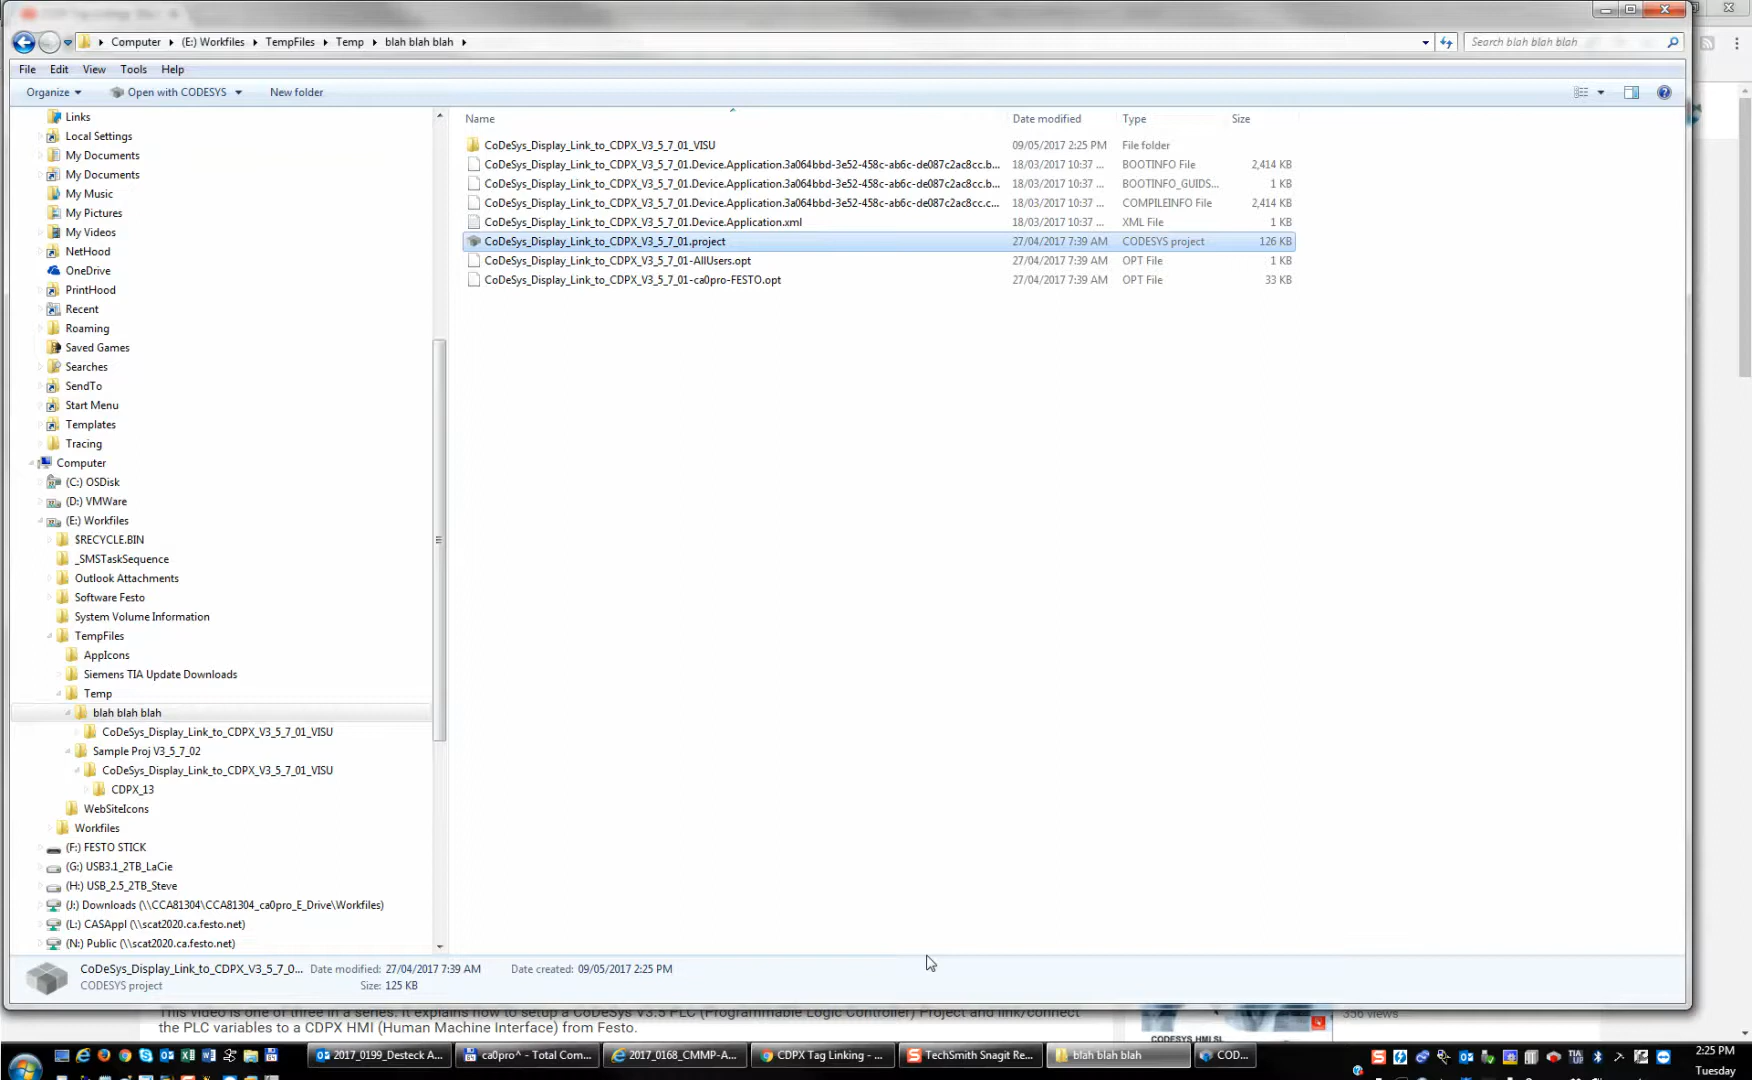 Computer (E:) Workfiles TempFiles Temp blah blah blah
Search blah blah blah
File Edit View Tools Help
Organize Open with CODESYS New folder
Links
Local Settings
My Documents
My Documents
My Music
My Pictures
My Videos
NetHood
OneDrive
PrintHood
Recent
Roaming
Saved Games
Searches
SendTo
Start Menu
Templates
Tracing
Computer
(C:) OSDisk
(D:) VMWare
(E:) Workfiles
$RECYCLE.BIN
_SMSTaskSequence
Outlook Attachments
Software Festo
System Volume Information
TempFiles
AppIcons
Siemens TIA Update Downloads
Temp
blah blah blah
CoDeSys_Display_Link_to_CDPX_V3_5_7_01_VISU
Sample Proj V3_5_7_02
CoDeSys_Display_Link_to_CDPX_V3_5_7_01_VISU
CDPX_13
WebSiteIcons
Workfiles
(F:) FESTO STICK
(G:) USB3.1_2TB_LaCie
(H:) USB_2.5_2TB_Steve
(J:) Downloads (\\CCA81304\CCA81304_ca0pro_E_Drive\Workfiles)
(L:) CASAppl (\\scat2020.ca.festo.net)
(N:) Public (\\scat2020.ca.festo.net)
Name Date modified Type Size
CoDeSys_Display_Link_to_CDPX_V3_5_7_01_VISU 09/05/2017 2:25 PM File folder
CoDeSys_Display_Link_to_CDPX_V3_5_7_01.Device.Application.3a064bbd-3e52-458c-ab6c-de087c2ac8cc.b... 18/03/2017 10:37 ... BOOTINFO File 2,414 KB
CoDeSys_Display_Link_to_CDPX_V3_5_7_01.Device.Application.3a064bbd-3e52-458c-ab6c-de087c2ac8cc.b... 18/03/2017 10:37 ... BOOTINFO_GUIDS... 1 KB
CoDeSys_Display_Link_to_CDPX_V3_5_7_01.Device.Application.3a064bbd-3e52-458c-ab6c-de087c2ac8cc.c... 18/03/2017 10:37 ... COMPILEINFO File 2,414 KB
CoDeSys_Display_Link_to_CDPX_V3_5_7_01.Device.Application.xml 18/03/2017 10:37 ... XML File 1 KB
CoDeSys_Display_Link_to_CDPX_V3_5_7_01.project 27/04/2017 7:39 AM CODESYS project 126 KB
CoDeSys_Display_Link_to_CDPX_V3_5_7_01-AllUsers.opt 27/04/2017 7:39 AM OPT File 1 KB
CoDeSys_Display_Link_to_CDPX_V3_5_7_01-ca0pro-FESTO.opt 27/04/2017 7:39 AM OPT File 33 KB
CoDeSys_Display_Link_to_CDPX_V3_5_7_0... Date modified: 27/04/2017 7:39 AM Date created: 09/05/2017 2:25 PM
CODESYS project Size: 125 KB
This video is one of three in a series. It explains how to setup a CoDeSys V3.5 PLC (Programmable Logic Controller) Project and link/connect
the PLC variables to a CDPX HMI (Human Machine Interface) from Festo.
356 views
CODESYS HMI SL
2017_0199_Desteck A... ca0pro^ - Total Com... 2017_0168_CMMP-A... CDPX Tag Linking - ... TechSmith Snagit Re... blah blah blah COD...
2:25 PM
Tuesday